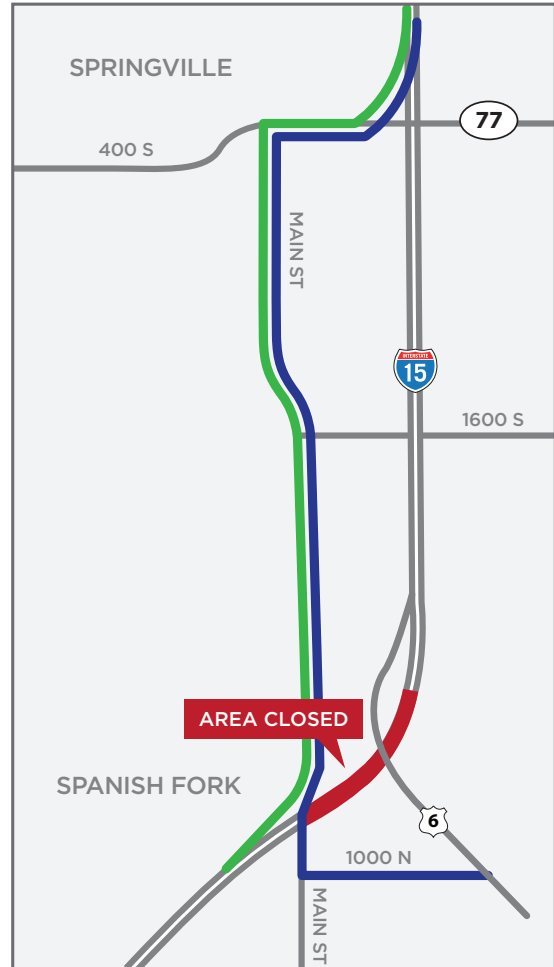 SPRINGVILLE
77
400 S
MAIN ST
INTERSTATE
15
1600 S
AREA CLOSED
SPANISH FORK
6
1000 N
MAIN ST